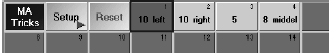 MA Tricks
Setup
Reset
1
10 left
2
10 right
3
5
4
8 middel
8
9
10
11
12
13
14